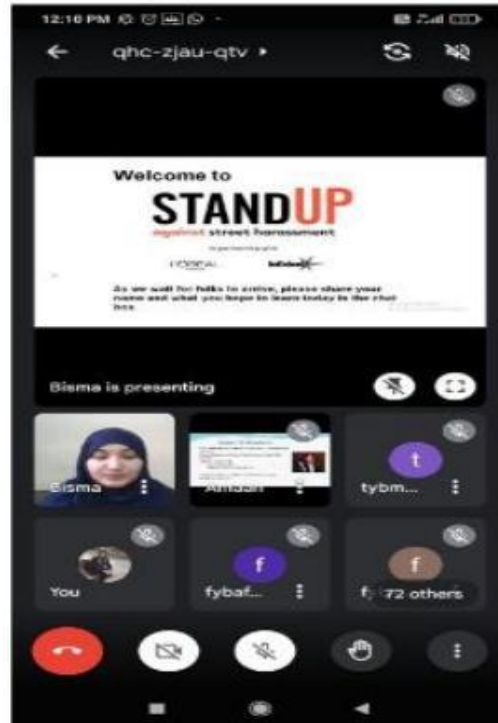 12:10 PM
qhc-zjau-qtv
Welcome to
STANDUP
against street harassment
L'ORÉAL
As we wait for folks to arrive, please share your
name and what you hope to learn today in the chat
box
Bisma is presenting
Bisma
Amaan
tybm...
t
You
fybaf...
f
f
72 others